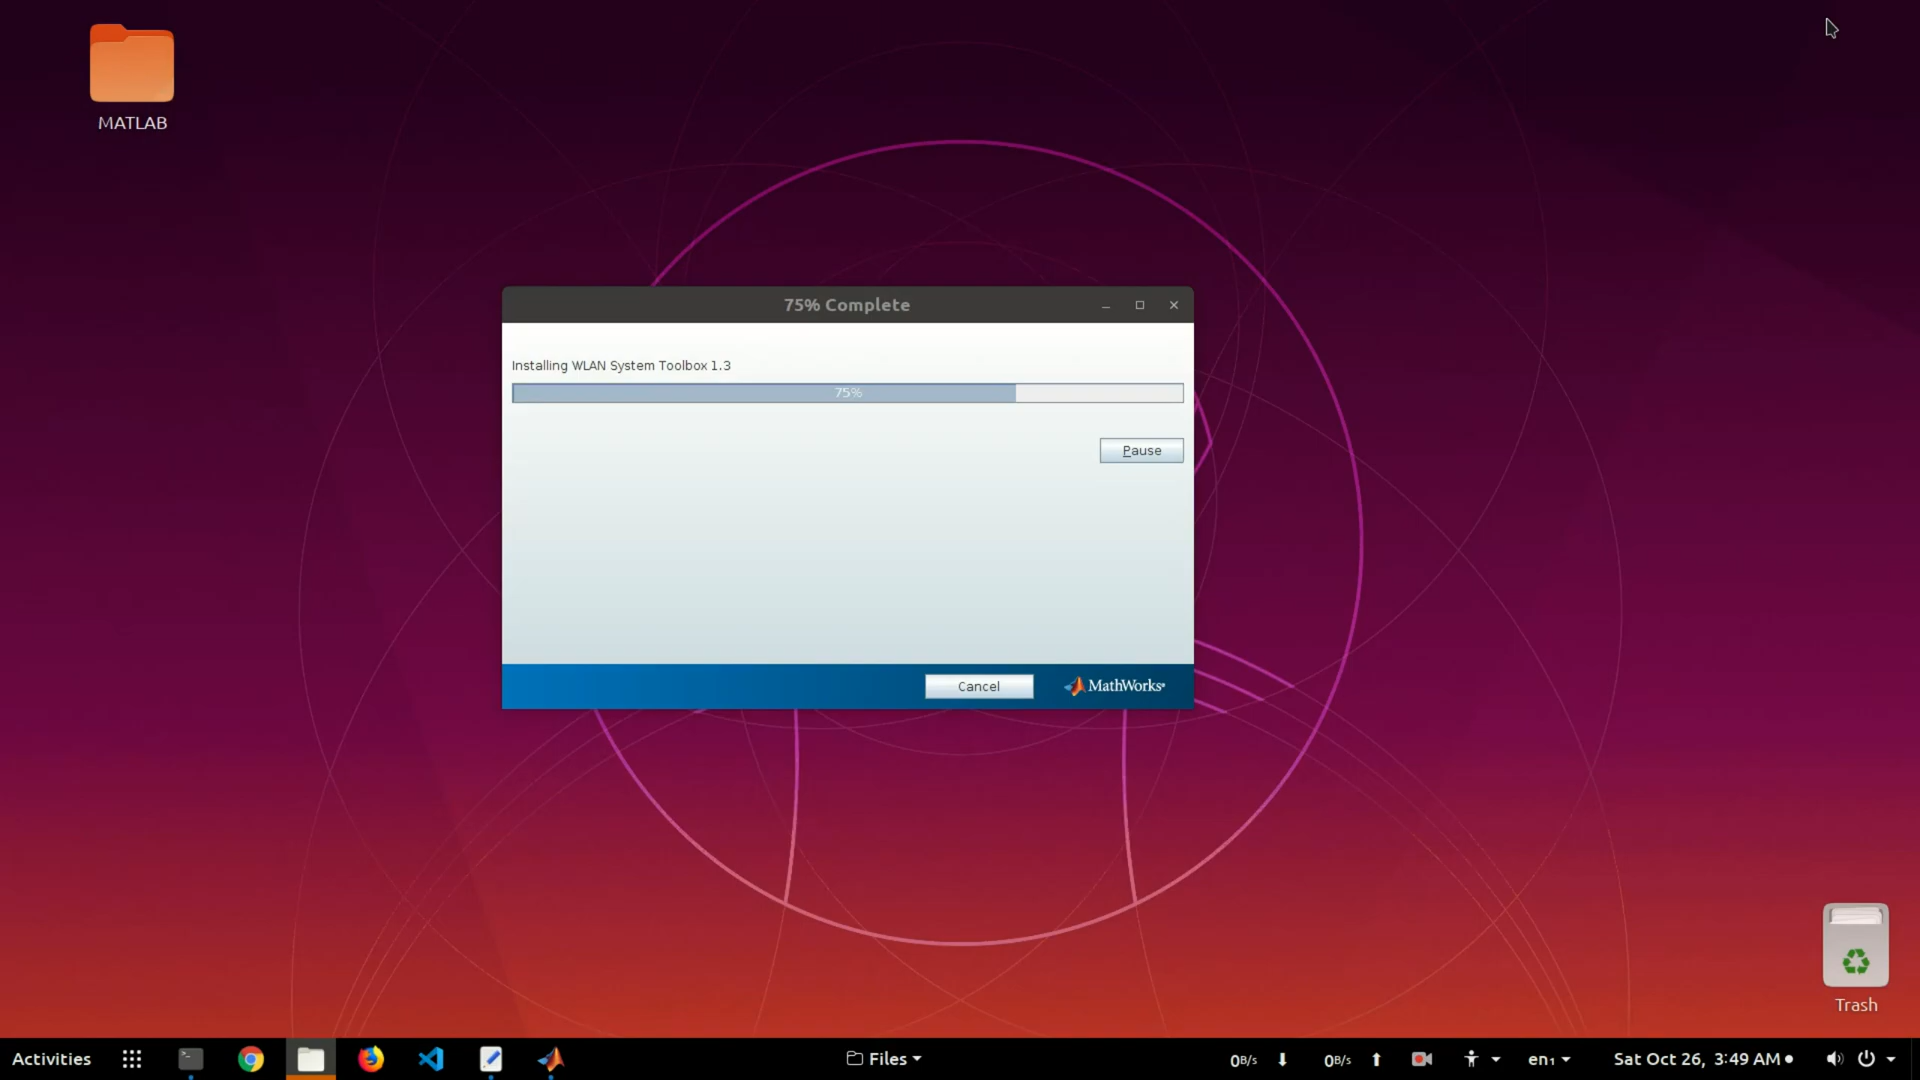 MATLAB
75% Complete
Installing WLAN System Toolbox 1.3
75%
Pause
Cancel
MathWorks®
Trash
Activities
Files
0B/s
0B/s
en₁
Sat Oct 26, 3:49 AM